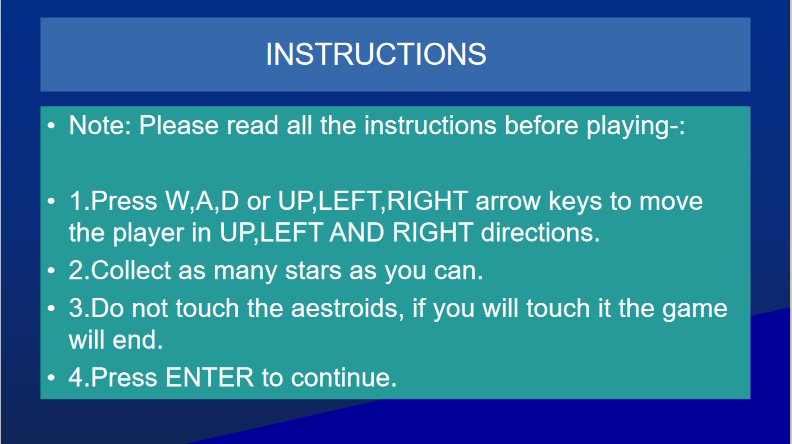 INSTRUCTIONS
• Note: Please read all the instructions before playing-:
• 1.Press W,A,D or UP,LEFT,RIGHT arrow keys to move
the player in UP,LEFT AND RIGHT directions.
• 2.Collect as many stars as you can.
• 3.Do not touch the aestroids, if you will touch it the game
will end.
• 4.Press ENTER to continue.